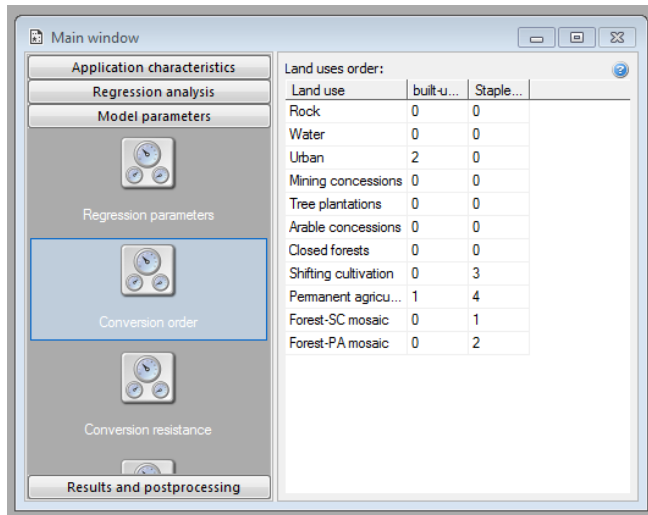 Main window
Application characteristics
Regression analysis
Model parameters
Regression parameters
Conversion order
Conversion resistance
Results and postprocessing
Land uses order:
Land use built-u... Staple...
Rock 0 0
Water 0 0
Urban 2 0
Mining concessions 0 0
Tree plantations 0 0
Arable concessions 0 0
Closed forests 0 0
Shifting cultivation 0 3
Permanent agricu... 1 4
Forest-SC mosaic 0 1
Forest-PA mosaic 0 2